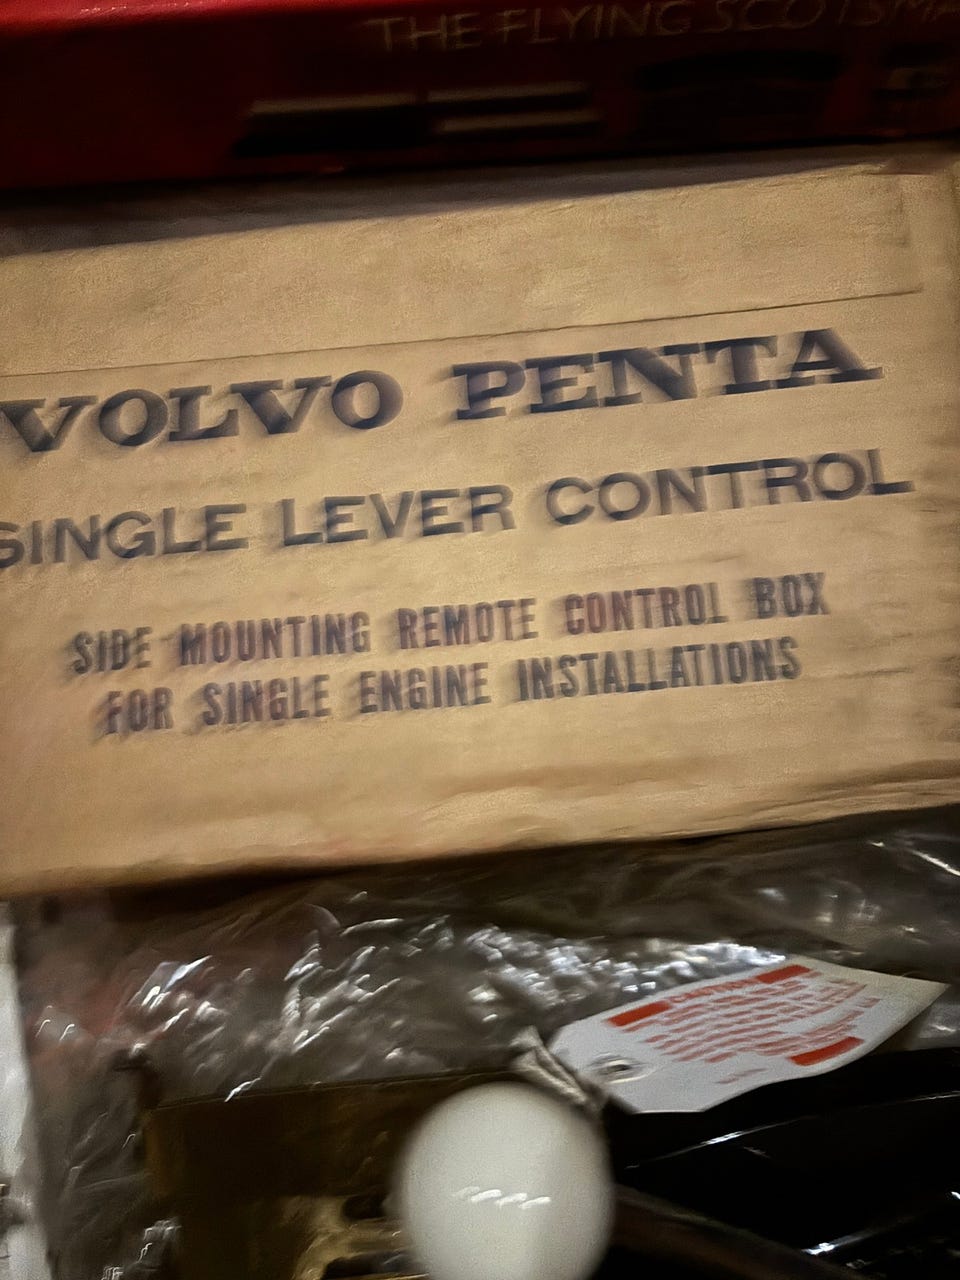 THE FLYING SCOTSMA
VOLVO PENTA
SINGLE LEVER CONTROL
SIDE MOUNTING REMOTE CONTROL BOX
FOR SINGLE ENGINE INSTALLATIONS